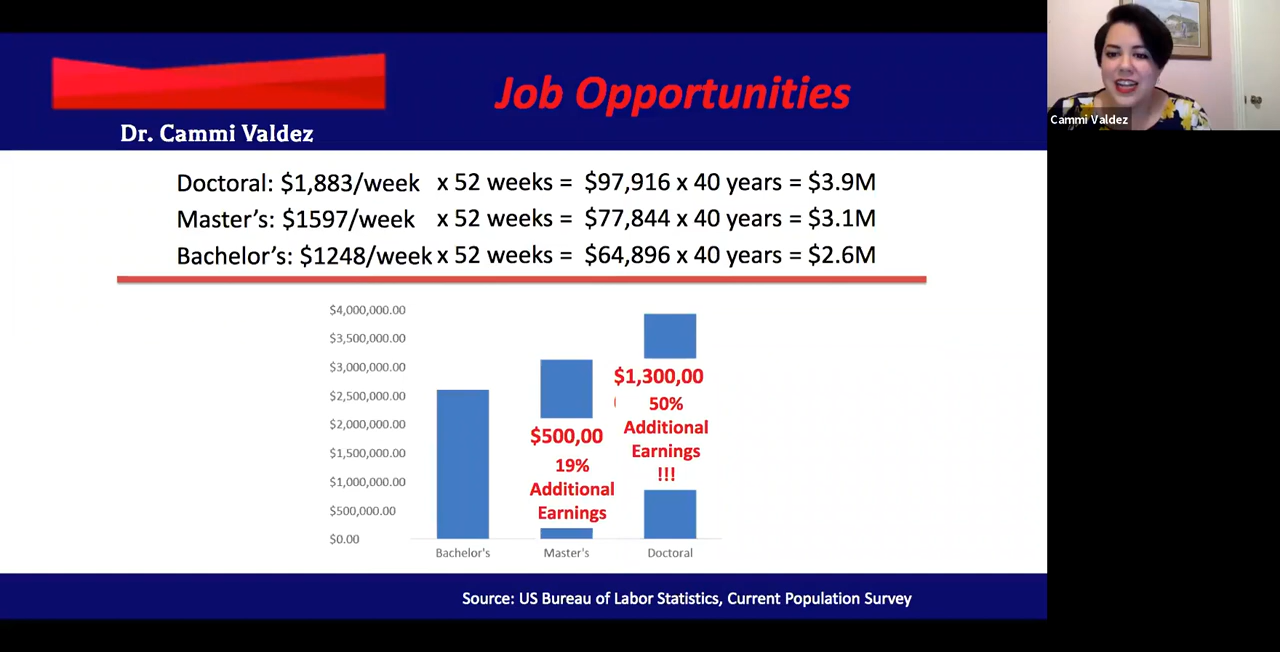 Job Opportunities
Dr. Cammi Valdez
Cammi Valdez
Doctoral: $1,883/week x 52 weeks = $97,916 x 40 years = $3.9M
Master's: $1597/week x 52 weeks = $77,844 x 40 years = $3.1M
Bachelor's: $1248/week x 52 weeks = $64,896 x 40 years = $2.6M
$4,000,000.00
$3,500,000.00
$3,000,000.00
$2,500,000.00
$2,000,000.00
$1,500,000.00
$1,000,000.00
$500,000.00
$0.00
$500,00
19%
Additional
Earnings
$1,300,00
50%
Additional
Earnings
!!!
Bachelor's
Master's
Doctoral
Source: US Bureau of Labor Statistics, Current Population Survey